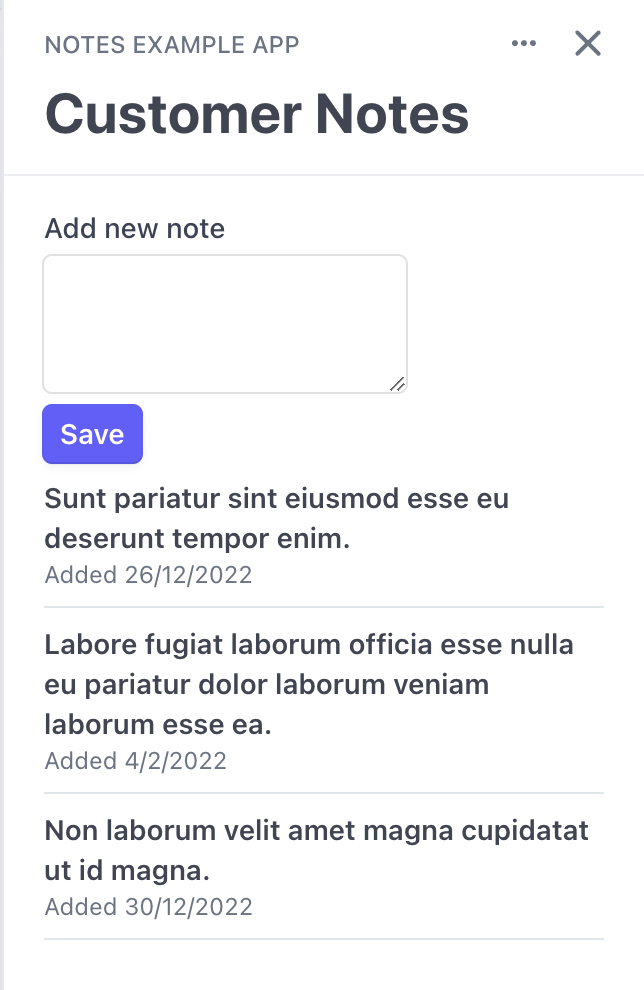 NOTES EXAMPLE APP
Customer Notes
Add new note
Save
Sunt pariatur sint eiusmod esse eu
deserunt tempor enim.
Added 26/12/2022
Labore fugiat laborum officia esse nulla
eu pariatur dolor laborum veniam
laborum esse ea.
Added 4/2/2022
Non laborum velit amet magna cupidatat
ut id magna.
Added 30/12/2022